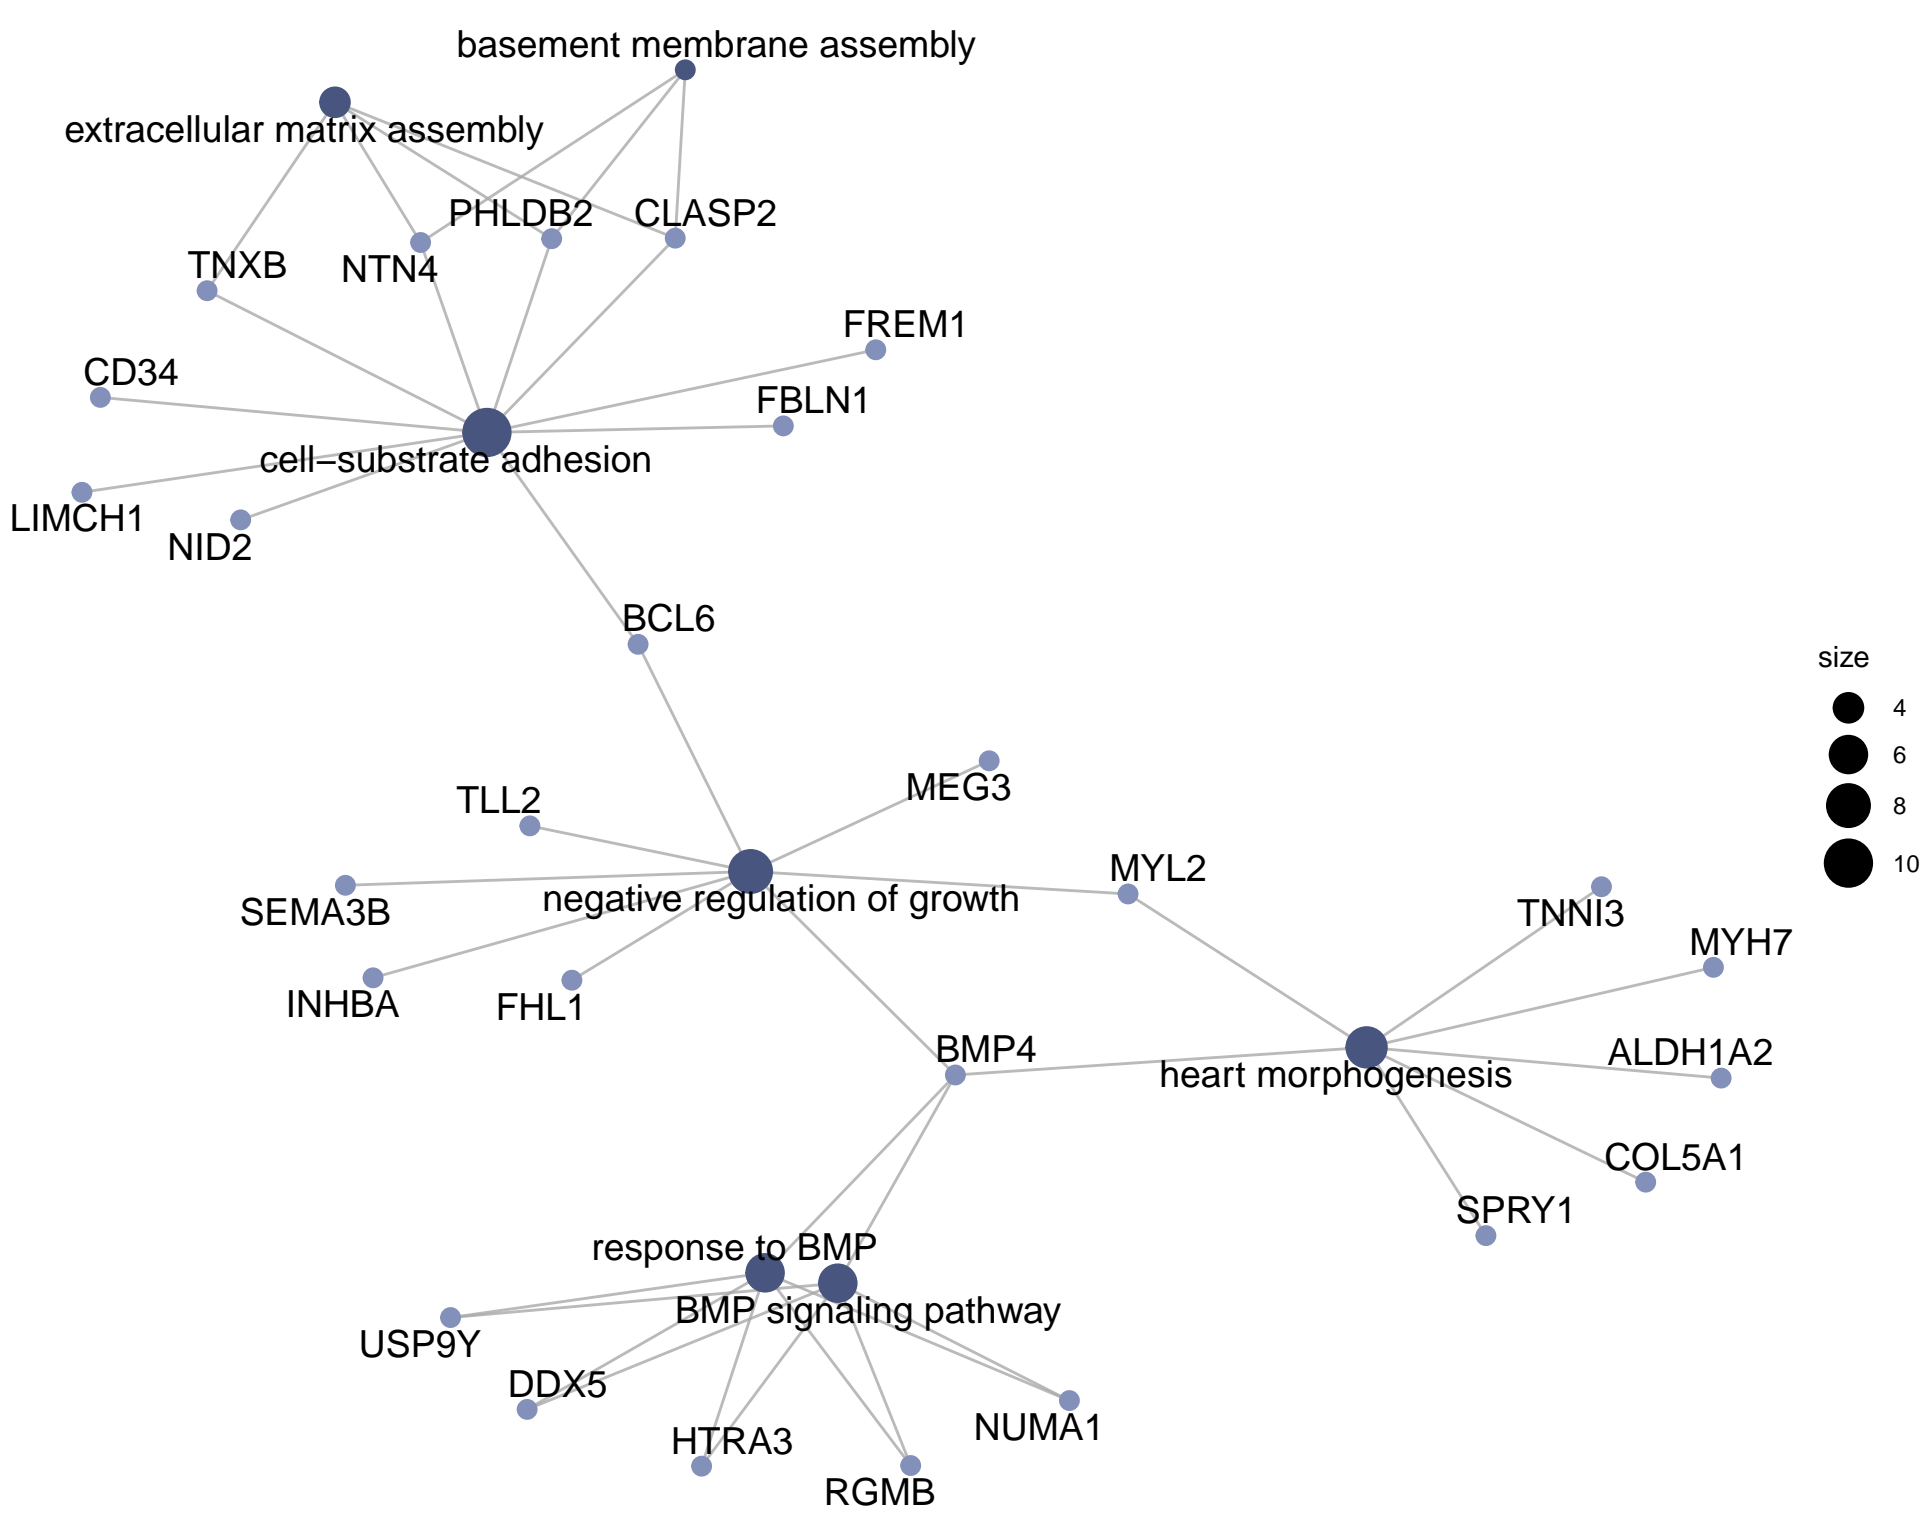 basement membrane assembly
extracellular matrix assembly
PHLDB2
CLASP2
TNXB
NTN4
FREM1
CD34
FBLN1
cell−substrate adhesion
LIMCH1
NID2
BCL6
size
4
6
8
10
MEG3
TLL2
MYL2
negative regulation of growth
SEMA3B
TNNI3
MYH7
INHBA
FHL1
BMP4
ALDH1A2
heart morphogenesis
COL5A1
SPRY1
response to BMP
BMP signaling pathway
USP9Y
DDX5
NUMA1
HTRA3
RGMB